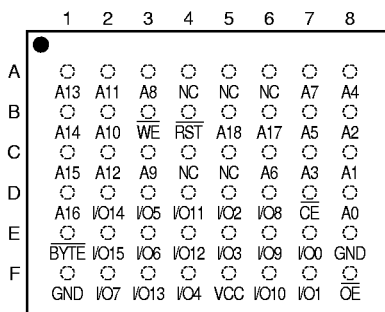 1 2 3 4 5 6 7 8
A
A13 A11 A8 NC NC NC A7 A4
B
A14 A10 WE RST A18 A17 A5 A2
C
A15 A12 A9 NC NC A6 A3 A1
D
A16 I/O14 I/O5 I/O11 I/O2 I/O8 CE A0
E
BYTE I/O15 I/O6 I/O12 I/O3 I/O9 I/O0 GND
F
GND I/O7 I/O13 I/O4 VCC I/O10 I/O1 OE